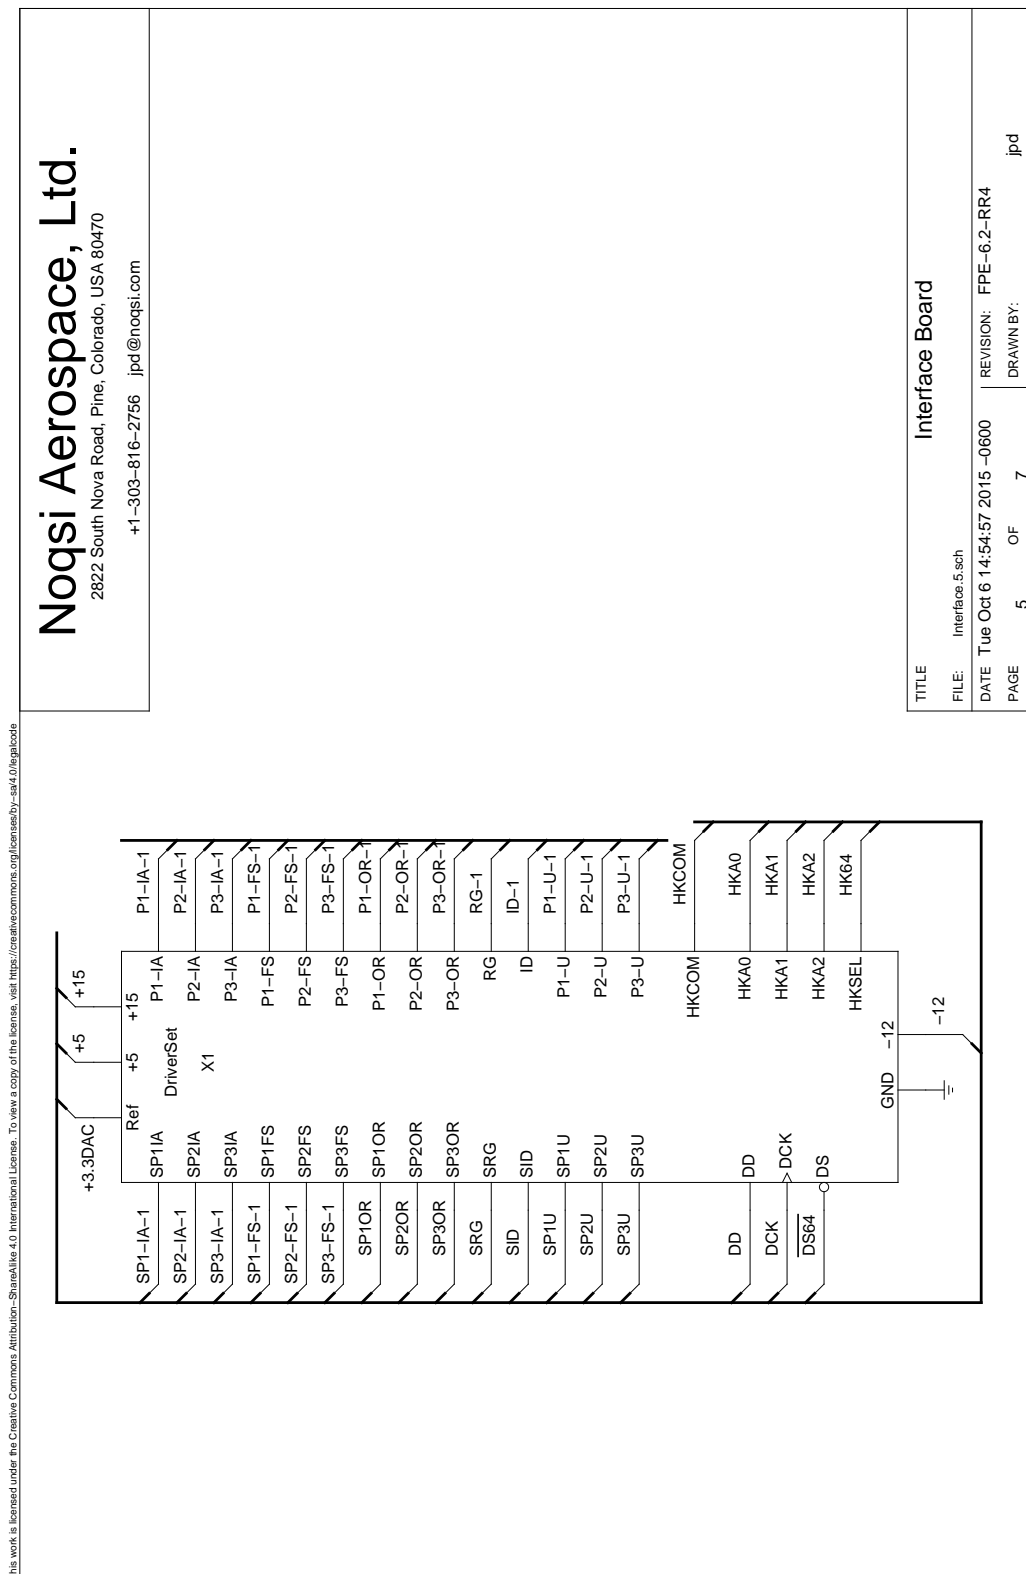 Noqsi Aerospace, Ltd.
2822 South Nova Road, Pine, Colorado, USA 80470
+1−303−816−2756 jpd@noqsi.com
TITLE
Interface Board
FILE: Interface.5.sch
REVISION: FPE−6.2−RR4
DATE Tue Oct 6 14:54:57 2015 −0600
PAGE 5 OF 7
DRAWN BY: jpd
his work is licensed under the Creative Commons Attribution−ShareAlike 4.0 International License. To view a copy of the license, visit https://creativecommons.org/licenses/by−sa/4.0/legalcode
+3.3DAC
+5
+15
Ref
+5
+15
DriverSet
X1
SP1−IA−1 SP1IA P1−IA P1−IA−1
SP2−IA−1 SP2IA P2−IA P2−IA−1
SP3−IA−1 SP3IA P3−IA P3−IA−1
SP1−FS−1 SP1FS P1−FS P1−FS−1
SP2−FS−1 SP2FS P2−FS P2−FS−1
SP3−FS−1 SP3FS P3−FS P3−FS−1
SP1OR SP1OR P1−OR P1−OR−1
SP2OR SP2OR P2−OR P2−OR−1
SP3OR SP3OR P3−OR P3−OR−1
SRG SRG RG RG−1
SID SID ID ID−1
SP1U SP1U P1−U P1−U−1
SP2U SP2U P2−U P2−U−1
SP3U SP3U P3−U P3−U−1
HKCOM HKCOM
DD DD HKA0 HKA0
DCK DCK HKA1 HKA1
DS64 DS HKA2 HKA2
HKSEL HK64
GND −12
−12